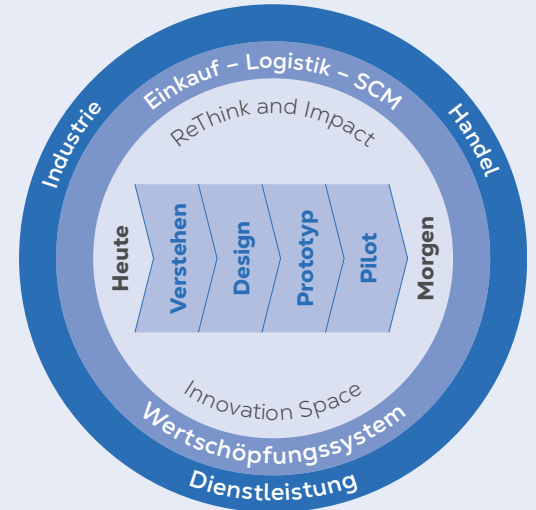 Industrie
Handel
Einkauf – Logistik – SCM
ReThink and Impact
Heute
Verstehen
Design
Prototyp
Pilot
Morgen
Innovation Space
Wertschöpfungssystem
Dienstleistung